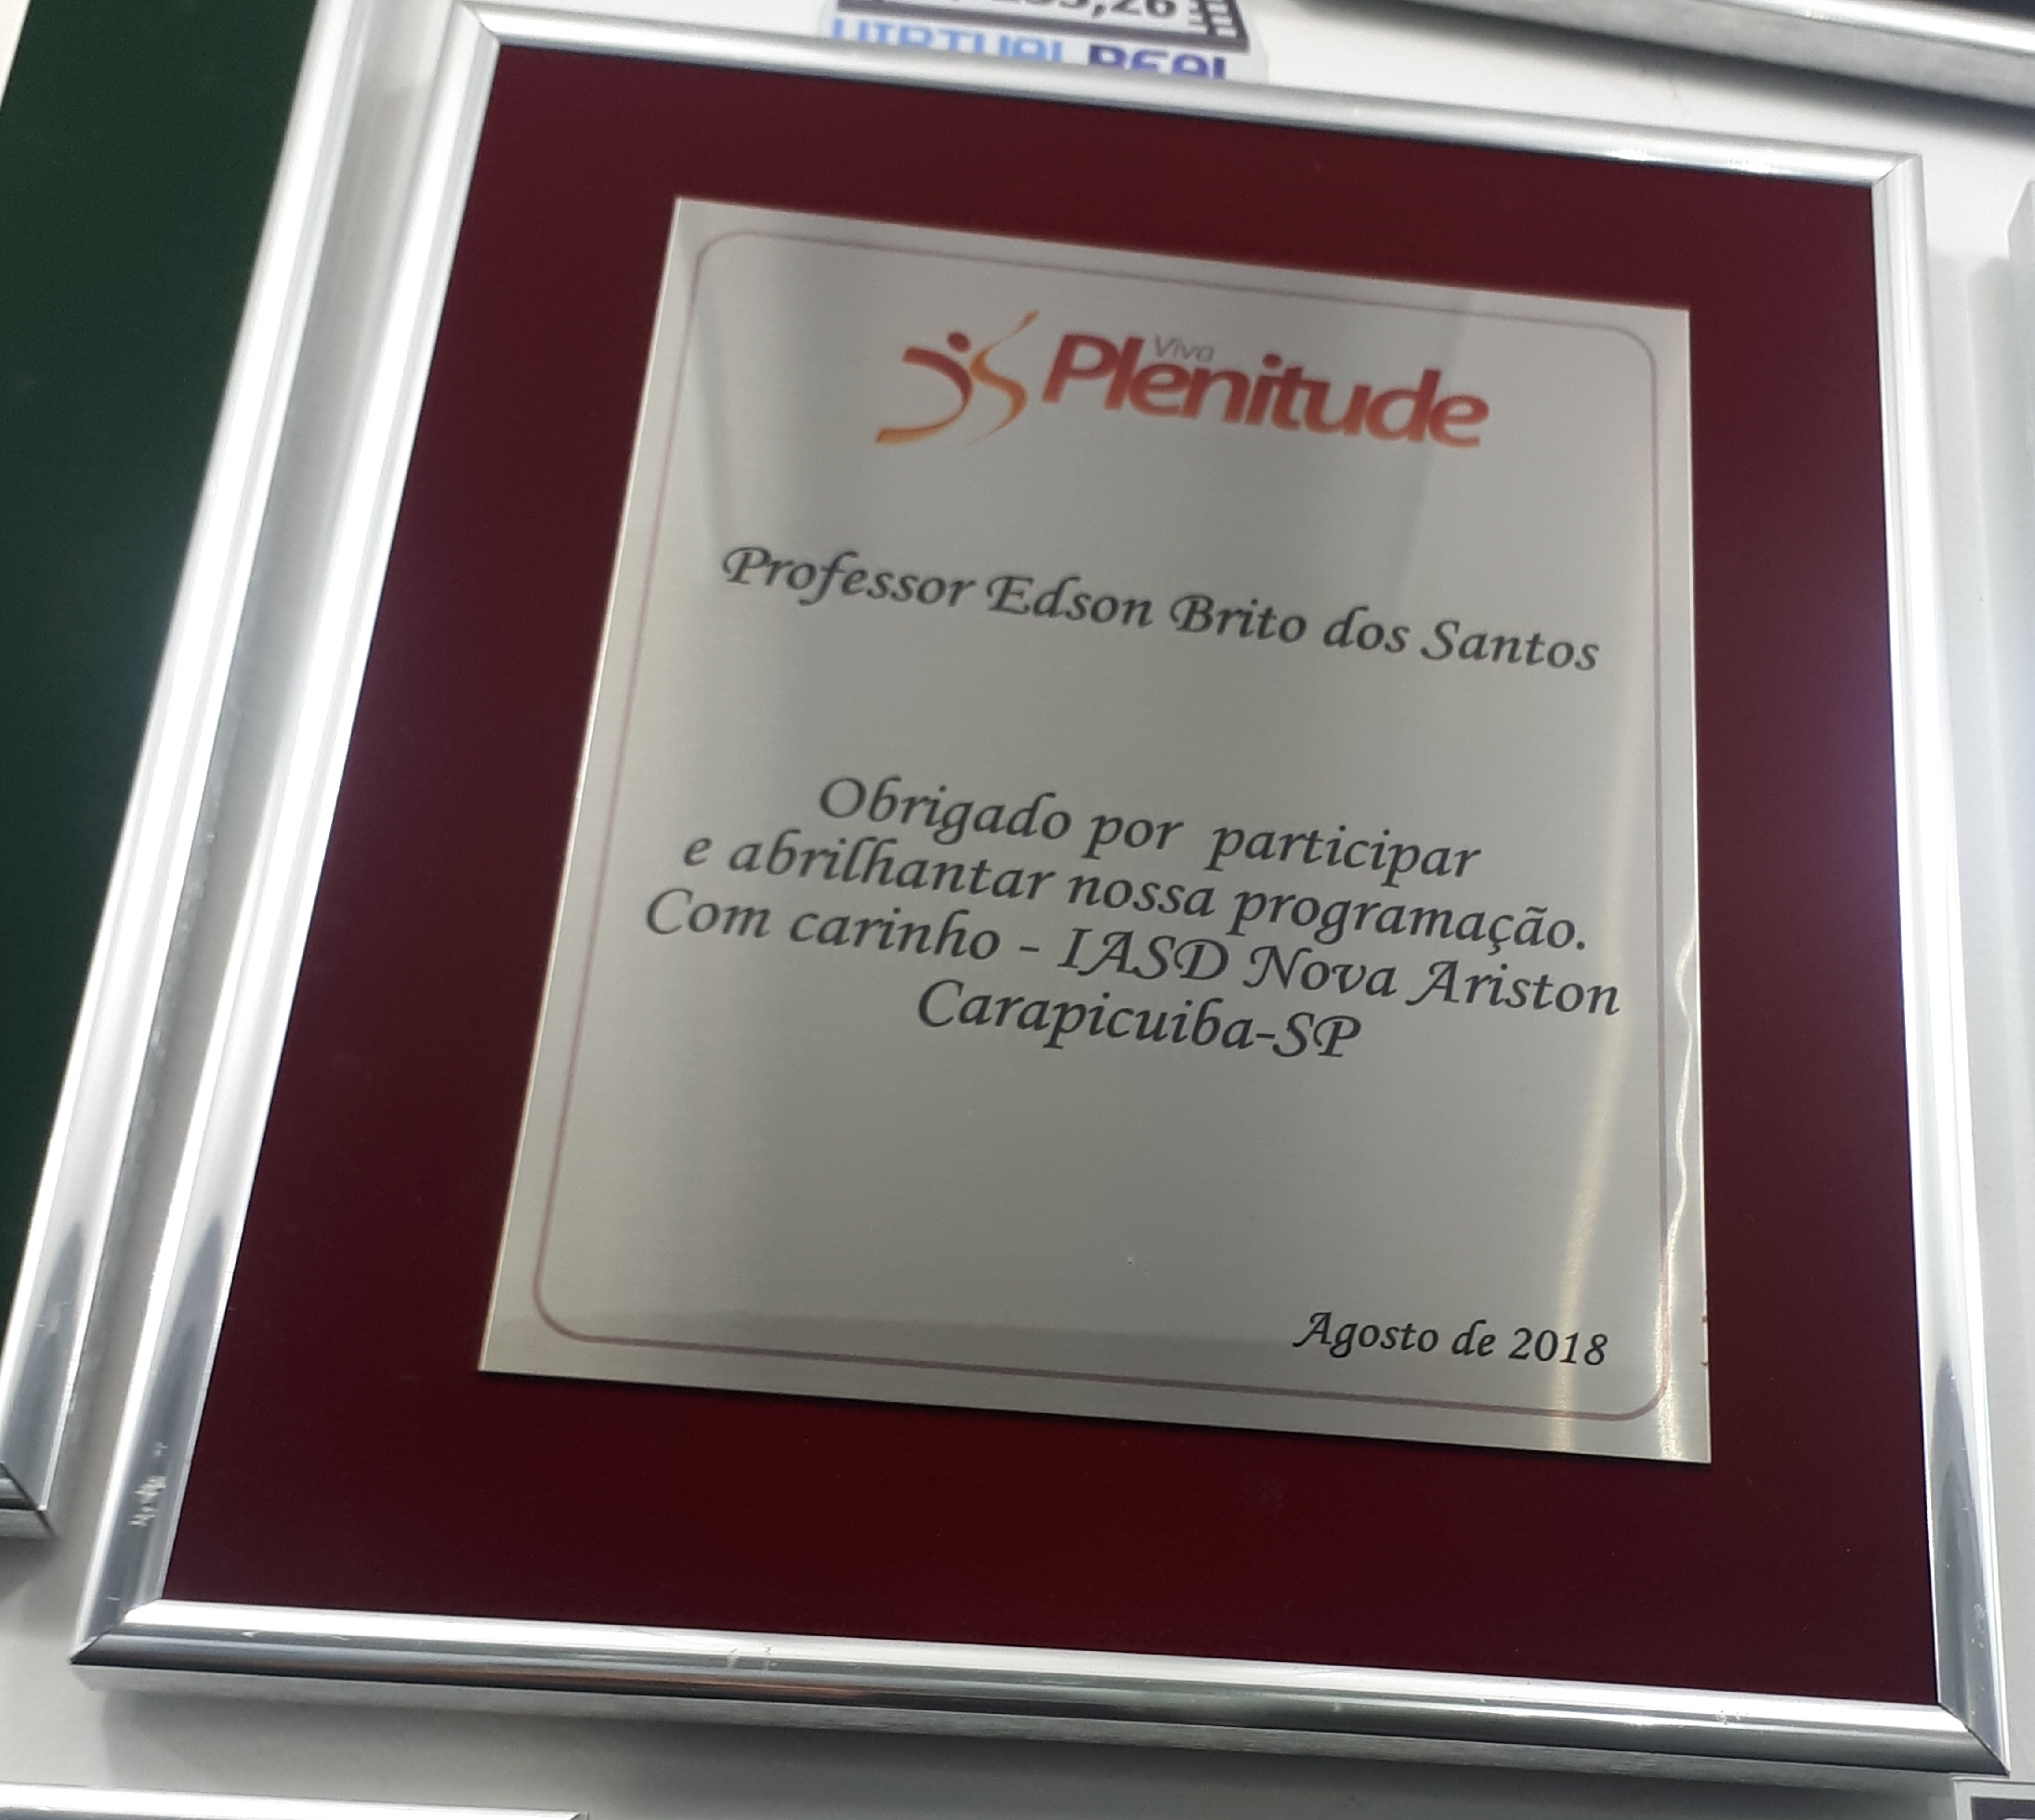 VIRTUALREAL
Viva
Plenitude
Professor Edson Brito dos Santos
Obrigado por participar
e abrilhantar nossa programação.
Com carinho - IASD Nova Ariston
Carapicuiba-SP
Agosto de 2018